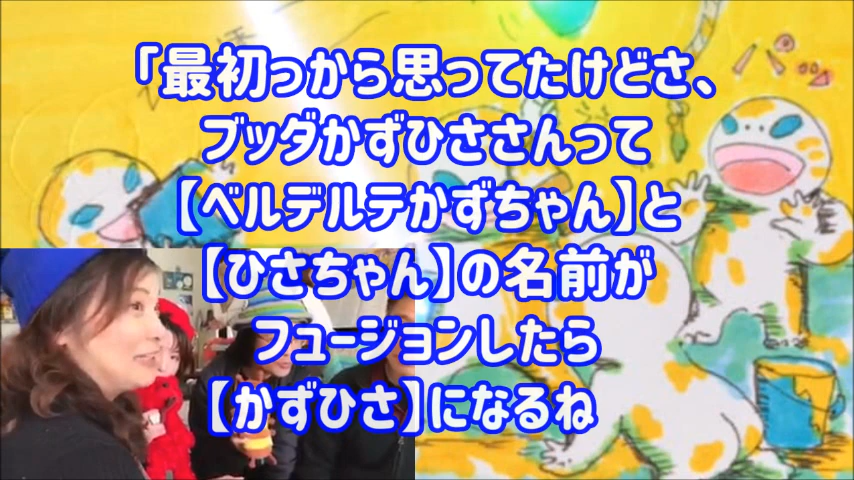 「最初っから思ってたけどさ、
ブッダかずひささんって
【ベルデルテかずちゃん】と
【ひさちゃん】の名前が
フュージョンしたら
【かずひさ】になるね